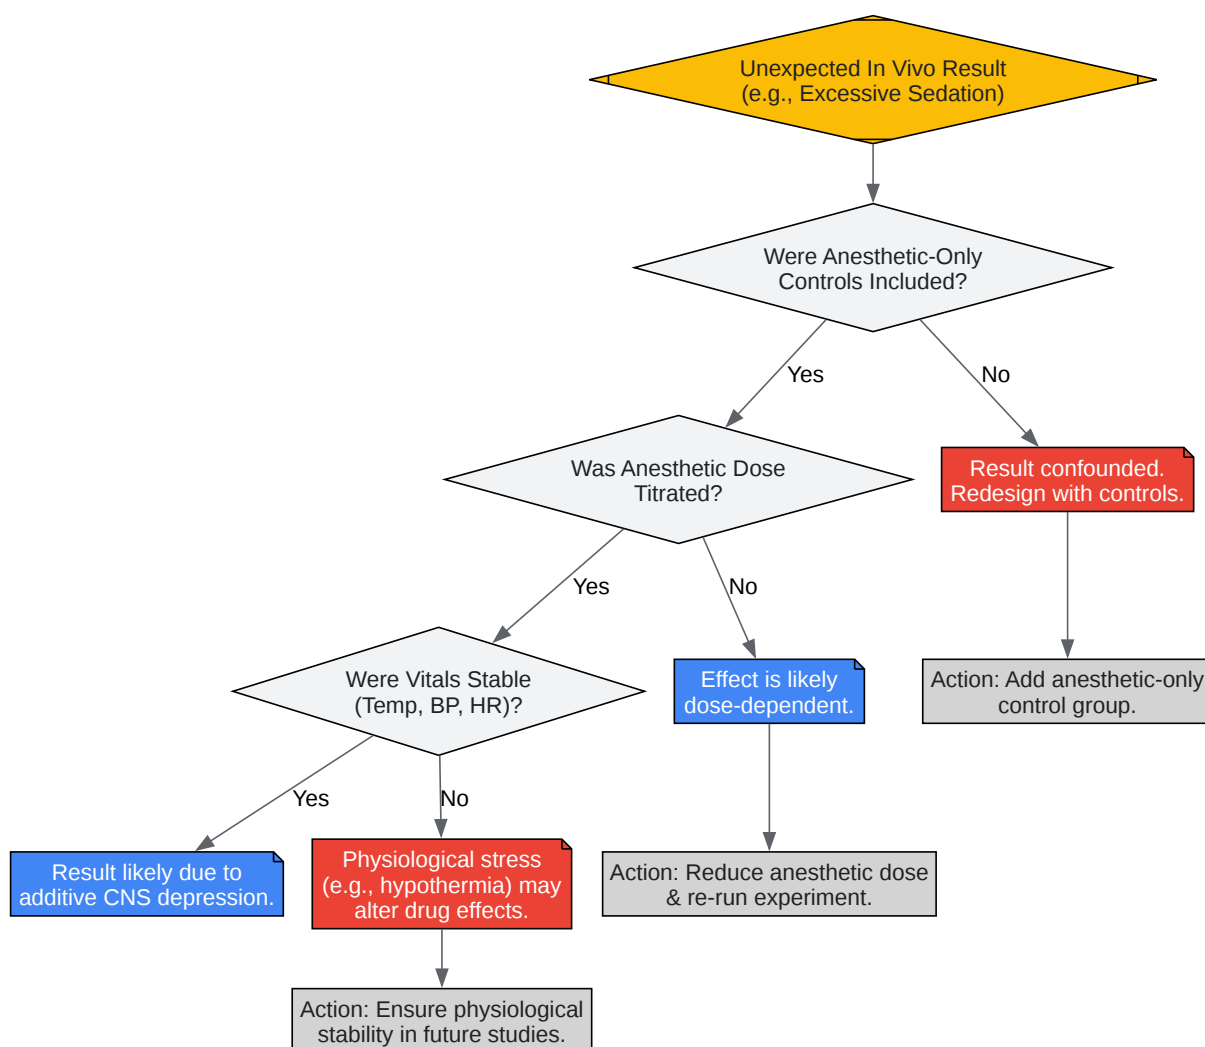 Unexpected In Vivo Result
(e.g., Excessive Sedation)
Were Anesthetic-Only
Controls Included?
Yes
No
Was Anesthetic Dose
Titrated?
Result confounded.
Redesign with controls.
Yes
No
Were Vitals Stable
(Temp, BP, HR)?
Effect is likely
dose-dependent.
Action: Add anesthetic-only
control group.
Yes
No
Result likely due to
additive CNS depression.
Physiological stress
(e.g., hypothermia) may
alter drug effects.
Action: Reduce anesthetic dose
& re-run experiment.
Action: Ensure physiological
stability in future studies.